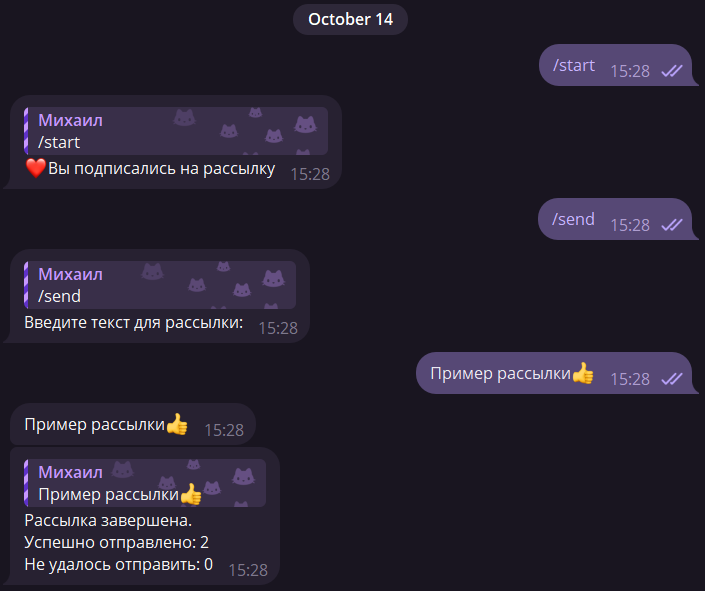 October 14
/start 15:28
Михаил
/start
❤️Вы подписались на рассылку 15:28
/send 15:28
Михаил
/send
Введите текст для рассылки: 15:28
Пример рассылки👍 15:28
Пример рассылки👍 15:28
Михаил
Пример рассылки👍
Рассылка завершена.
Успешно отправлено: 2
Не удалось отправить: 0 15:28